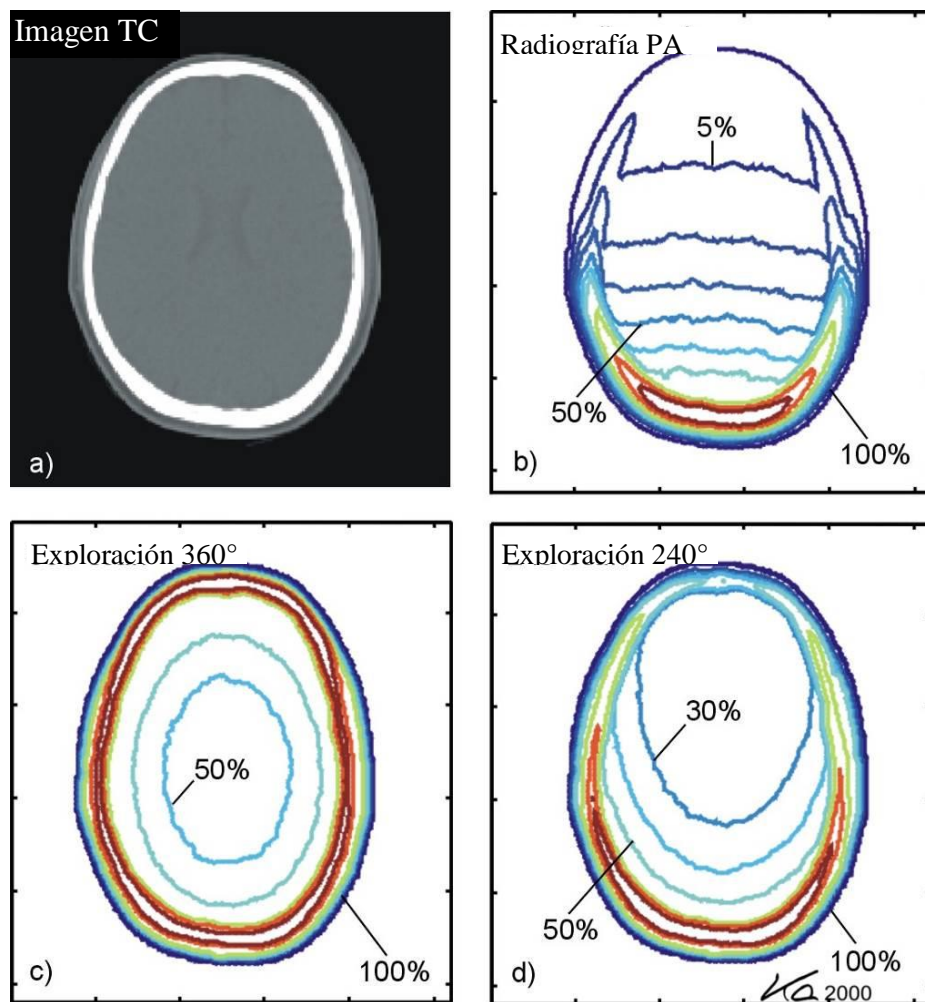 Imagen TC
a)
Radiografía PA
5%
50%
100%
b)
Exploración 360°
50%
100%
c)
Exploración 240°
30%
50%
100%
d)
2000